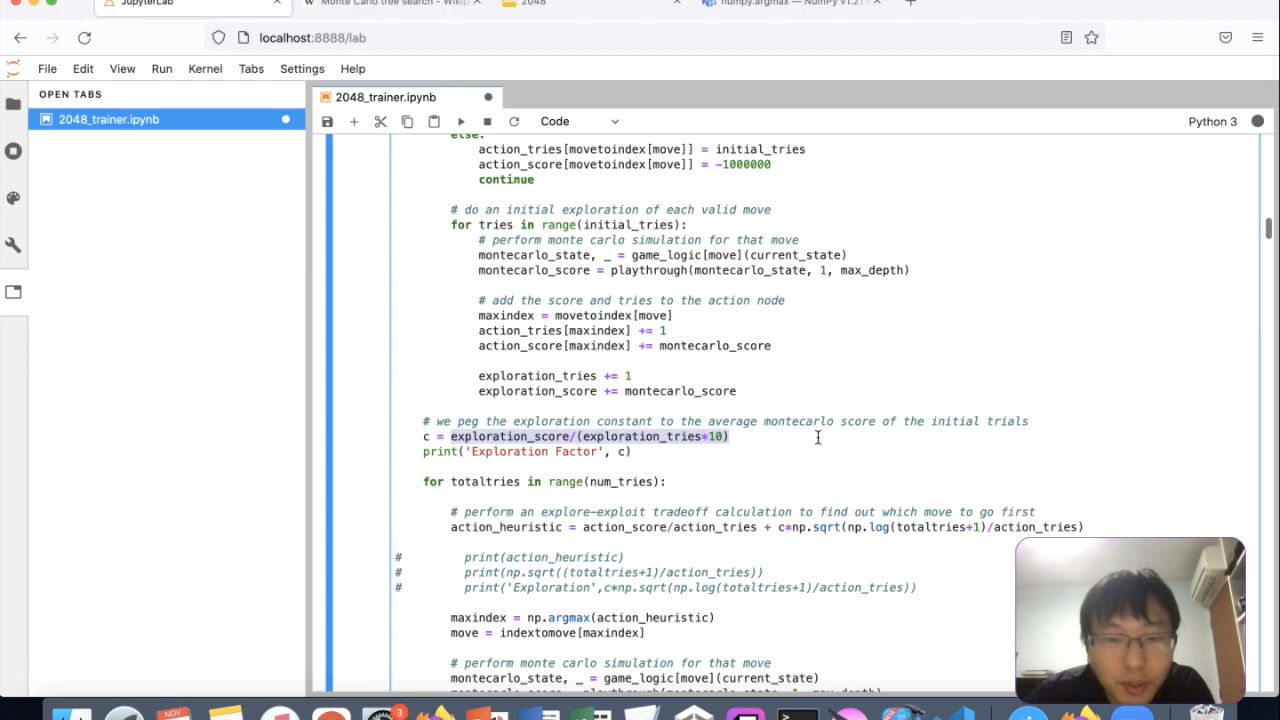 JupyterLab
Monte Carlo tree search - Wikip
2048
numpy.argmax — NumPy v1.21
localhost:8888/lab
File Edit View Run Kernel Tabs Settings Help
OPEN TABS
2048_trainer.ipynb
2048_trainer.ipynb
Code
Python 3
else:
action_tries[movetoindex[move]] = initial_tries
action_score[movetoindex[move]] = -1000000
continue
# do an initial exploration of each valid move
for tries in range(initial_tries):
# perform monte carlo simulation for that move
montecarlo_state, _ = game_logic[move](current_state)
montecarlo_score = playthrough(montecarlo_state, 1, max_depth)
# add the score and tries to the action node
maxindex = movetoindex[move]
action_tries[maxindex] += 1
action_score[maxindex] += montecarlo_score
exploration_tries += 1
exploration_score += montecarlo_score
# we peg the exploration constant to the average montecarlo score of the initial trials
c = exploration_score/(exploration_tries*10)
print('Exploration Factor', c)
for totaltries in range(num_tries):
# perform an explore-exploit tradeoff calculation to find out which move to go first
action_heuristic = action_score/action_tries + c*np.sqrt(np.log(totaltries+1)/action_tries)
# print(action_heuristic)
# print(np.sqrt((totaltries+1)/action_tries))
# print('Exploration',c*np.sqrt(np.log(totaltries+1)/action_tries))
maxindex = np.argmax(action_heuristic)
move = indextomove[maxindex]
# perform monte carlo simulation for that move
montecarlo_state, _ = game_logic[move](current_state)
montecarlo_score = playthrough(montecarlo_state, 1, max_depth)
NOV
3